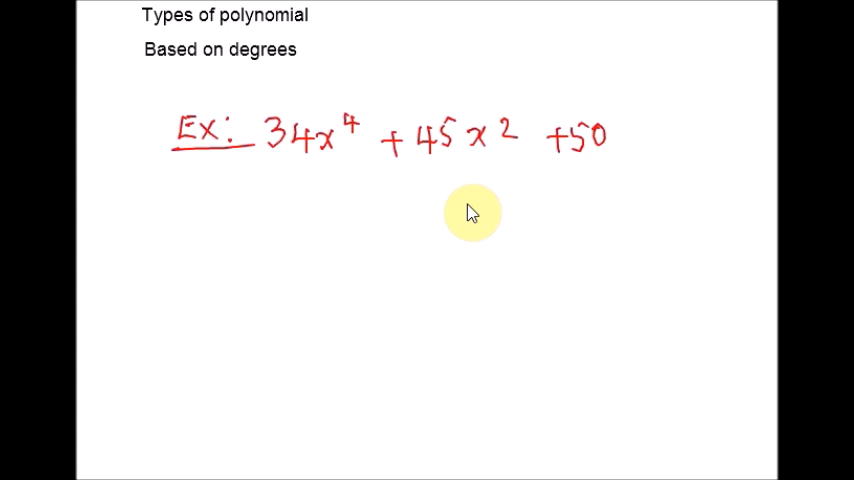 Types of polynomial
Based on degrees
Ex: 34x⁴ + 45x² + 50